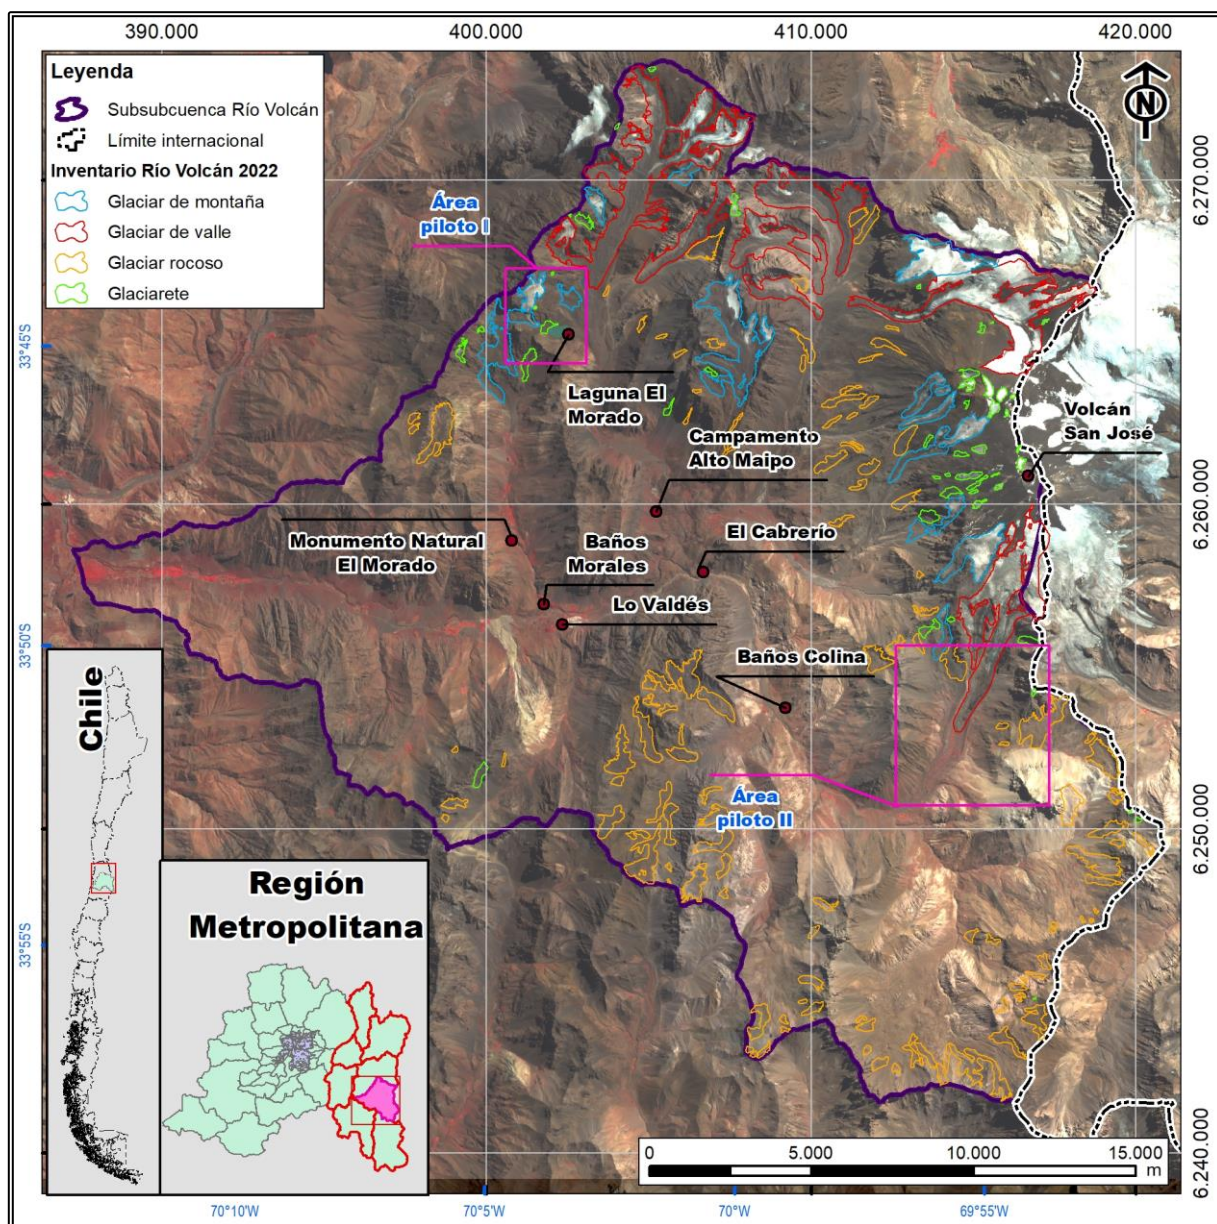 390.000
400.000
410.000
420.000
Leyenda
Subsubcuenca Río Volcán
Límite internacional
Inventario Río Volcán 2022
Glaciar de montaña
Glaciar de valle
Glaciar rocoso
Glaciarete
N
6.270.000
6.260.000
6.250.000
6.240.000
33°45'S
33°50'S
33°55'S
Área
piloto I
Laguna El
Morado
Volcán
San José
Campamento
Alto Maipo
Monumento Natural
El Morado
Baños
Morales
El Cabrerío
Lo Valdés
Baños Colina
Área
piloto II
Chile
Región
Metropolitana
0
5.000
10.000
15.000
m
70°10'W
70°5'W
70°W
69°55'W